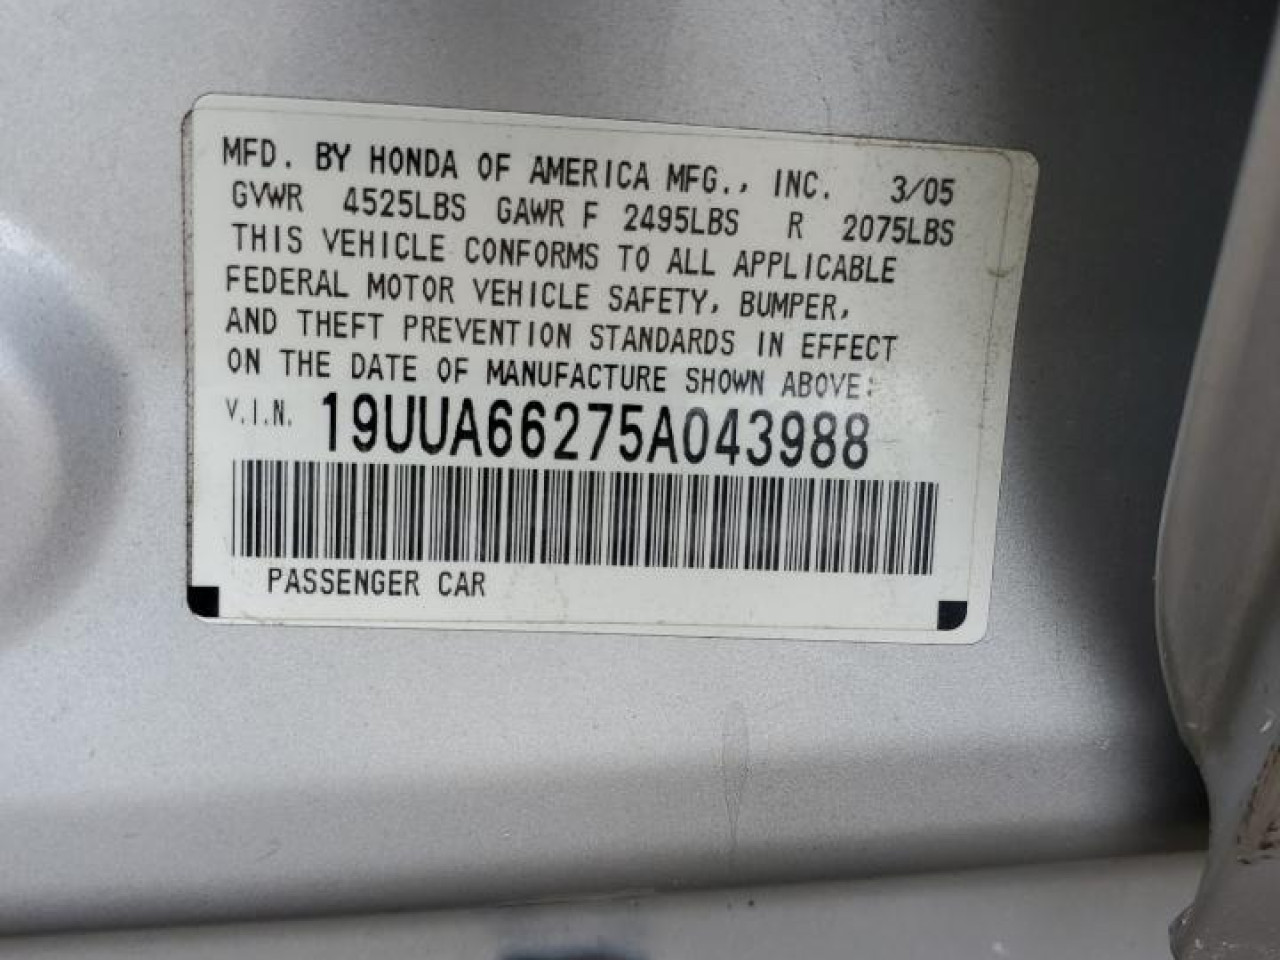 MFD. BY HONDA OF AMERICA MFG., INC. 3/05
GVWR 4525LBS GAWR F 2495LBS R 2075LBS
THIS VEHICLE CONFORMS TO ALL APPLICABLE
FEDERAL MOTOR VEHICLE SAFETY, BUMPER,
AND THEFT PREVENTION STANDARDS IN EFFECT
ON THE DATE OF MANUFACTURE SHOWN ABOVE:
V.I.N. 19UUA66275A043988
PASSENGER CAR